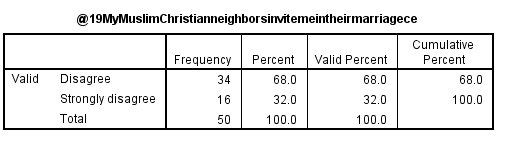 @19MyMuslimChristianneighborsinvitemeintheirmarriagece
Frequency Percent Valid Percent Cumulative Percent
Valid Disagree 34 68.0 68.0 68.0
Strongly disagree 16 32.0 32.0 100.0
Total 50 100.0 100.0